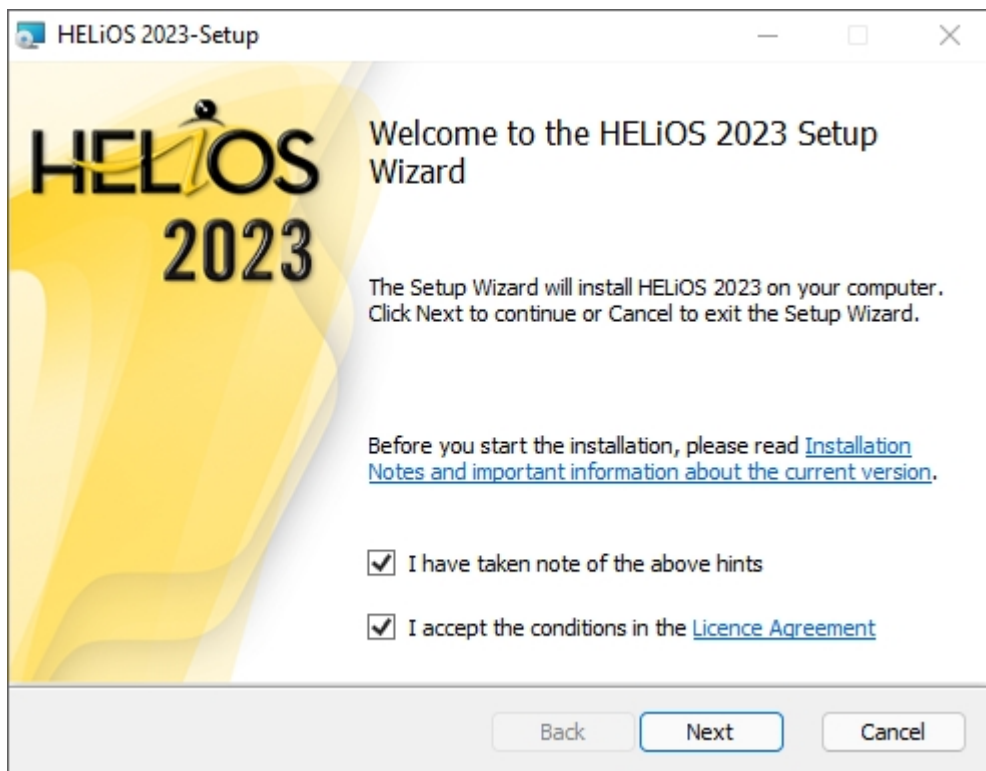 HELiOS 2023-Setup
HELiOS
2023
Welcome to the HELiOS 2023 Setup
Wizard
The Setup Wizard will install HELiOS 2023 on your computer.
Click Next to continue or Cancel to exit the Setup Wizard.
Before you start the installation, please read Installation
Notes and important information about the current version.
I have taken note of the above hints
I accept the conditions in the Licence Agreement
Back Next Cancel